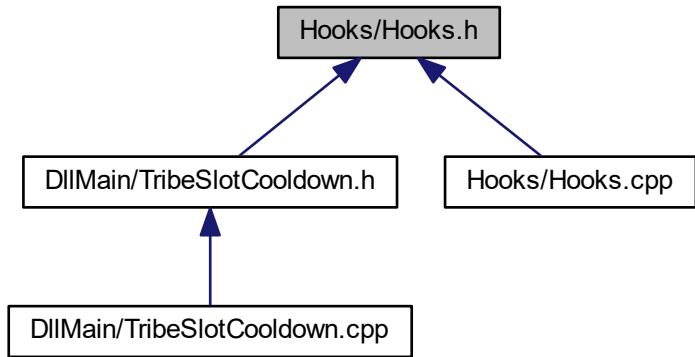 Hooks/Hooks.h
DllMain/TribeSlotCooldown.h
Hooks/Hooks.cpp
DllMain/TribeSlotCooldown.cpp